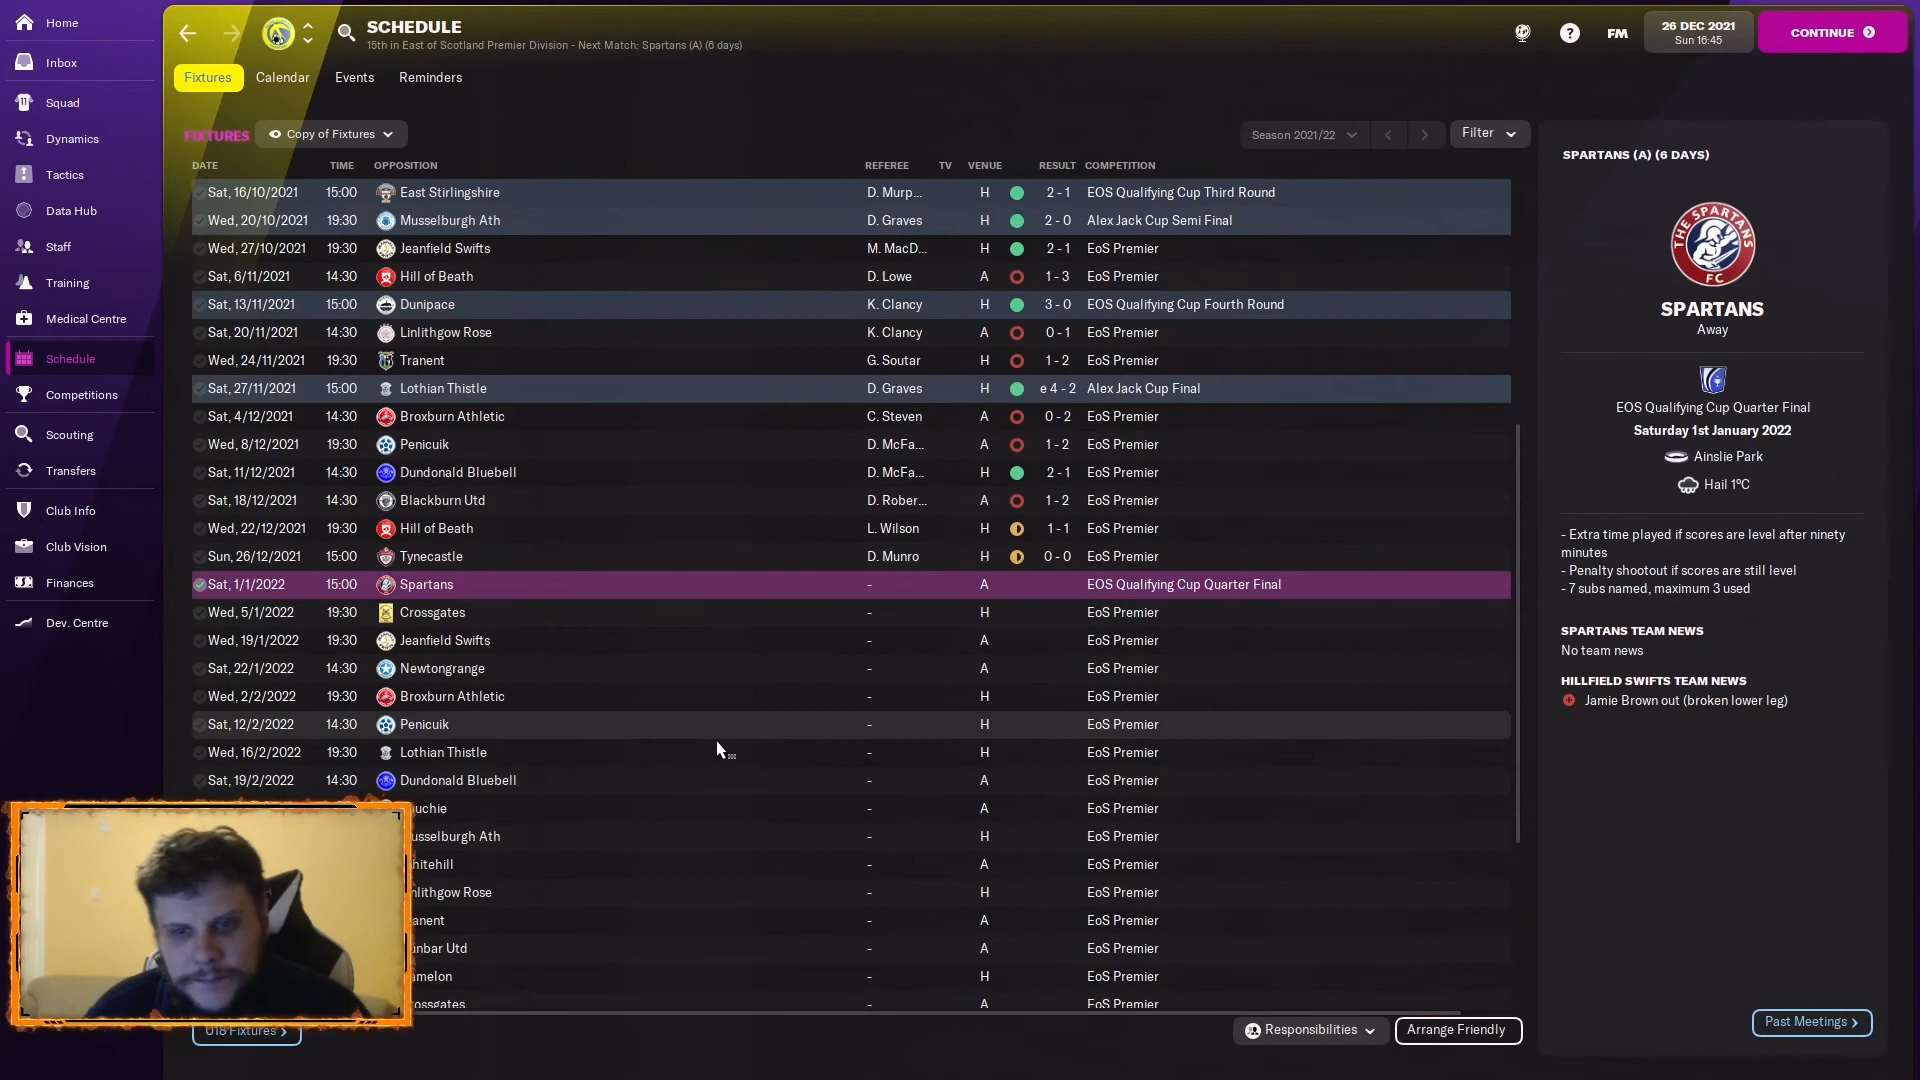 Home
Inbox
Squad
Dynamics
Tactics
Data Hub
Staff
Training
Medical Centre
Schedule
Competitions
Scouting
Transfers
Club Info
Club Vision
Finances
Dev. Centre
SCHEDULE
15th in East of Scotland Premier Division - Next Match: Spartans (A) (6 days)
FM
26 DEC 2021
Sun 16:45
CONTINUE
Fixtures Calendar Events Reminders
FIXTURES Copy of Fixtures Season 2021/22 Filter
DATE TIME OPPOSITION REFEREE TV VENUE RESULT COMPETITION
Sat, 16/10/2021 15:00 East Stirlingshire D. Murp... H 2 - 1 EOS Qualifying Cup Third Round
Wed, 20/10/2021 19:30 Musselburgh Ath D. Graves H 2 - 0 Alex Jack Cup Semi Final
Wed, 27/10/2021 19:30 Jeanfield Swifts M. MacD... H 2 - 1 EoS Premier
Sat, 6/11/2021 14:30 Hill of Beath D. Lowe A 1 - 3 EoS Premier
Sat, 13/11/2021 15:00 Dunipace K. Clancy H 3 - 0 EOS Qualifying Cup Fourth Round
Sat, 20/11/2021 14:30 Linlithgow Rose K. Clancy A 0 - 1 EoS Premier
Wed, 24/11/2021 19:30 Tranent G. Soutar H 1 - 2 EoS Premier
Sat, 27/11/2021 15:00 Lothian Thistle D. Graves H e 4 - 2 Alex Jack Cup Final
Sat, 4/12/2021 14:30 Broxburn Athletic C. Steven A 0 - 2 EoS Premier
Wed, 8/12/2021 19:30 Penicuik D. McFa... A 1 - 2 EoS Premier
Sat, 11/12/2021 14:30 Dundonald Bluebell D. McFa... H 2 - 1 EoS Premier
Sat, 18/12/2021 14:30 Blackburn Utd D. Rober... A 1 - 2 EoS Premier
Wed, 22/12/2021 19:30 Hill of Beath L. Wilson H 1 - 1 EoS Premier
Sun, 26/12/2021 15:00 Tynecastle D. Munro H 0 - 0 EoS Premier
Sat, 1/1/2022 15:00 Spartans - A EOS Qualifying Cup Quarter Final
Wed, 5/1/2022 19:30 Crossgates - H EoS Premier
Wed, 19/1/2022 19:30 Jeanfield Swifts - A EoS Premier
Sat, 22/1/2022 14:30 Newtongrange - A EoS Premier
Wed, 2/2/2022 19:30 Broxburn Athletic - H EoS Premier
Sat, 12/2/2022 14:30 Penicuik - H EoS Premier
Wed, 16/2/2022 19:30 Lothian Thistle - H EoS Premier
Sat, 19/2/2022 14:30 Dundonald Bluebell - A EoS Premier
uchie - A EoS Premier
usselburgh Ath - H EoS Premier
hitehill - A EoS Premier
nlithgow Rose - H EoS Premier
anent - A EoS Premier
unbar Utd - A EoS Premier
amelon - H EoS Premier
rossgates - A EoS Premier
U18 Fixtures
Responsibilities
Arrange Friendly
SPARTANS (A) (6 DAYS)
THE SPARTANS
FC
SPARTANS
Away
EOS Qualifying Cup Quarter Final
Saturday 1st January 2022
Ainslie Park
Hail 1ºC
- Extra time played if scores are level after ninety
minutes
- Penalty shootout if scores are still level
- 7 subs named, maximum 3 used
SPARTANS TEAM NEWS
No team news
HILLFIELD SWIFTS TEAM NEWS
Jamie Brown out (broken lower leg)
Past Meetings